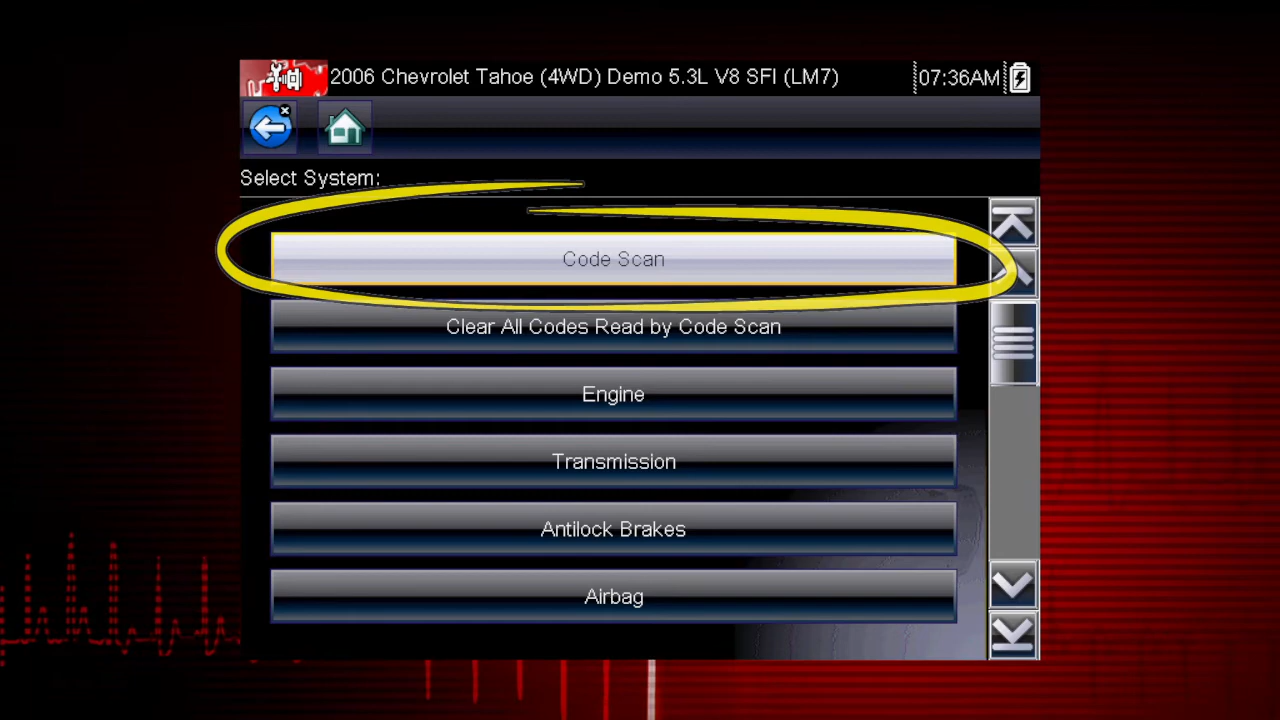 2006 Chevrolet Tahoe (4WD) Demo 5.3L V8 SFI (LM7) 07:36AM
Select System:
Code Scan
Clear All Codes Read by Code Scan
Engine
Transmission
Antilock Brakes
Airbag